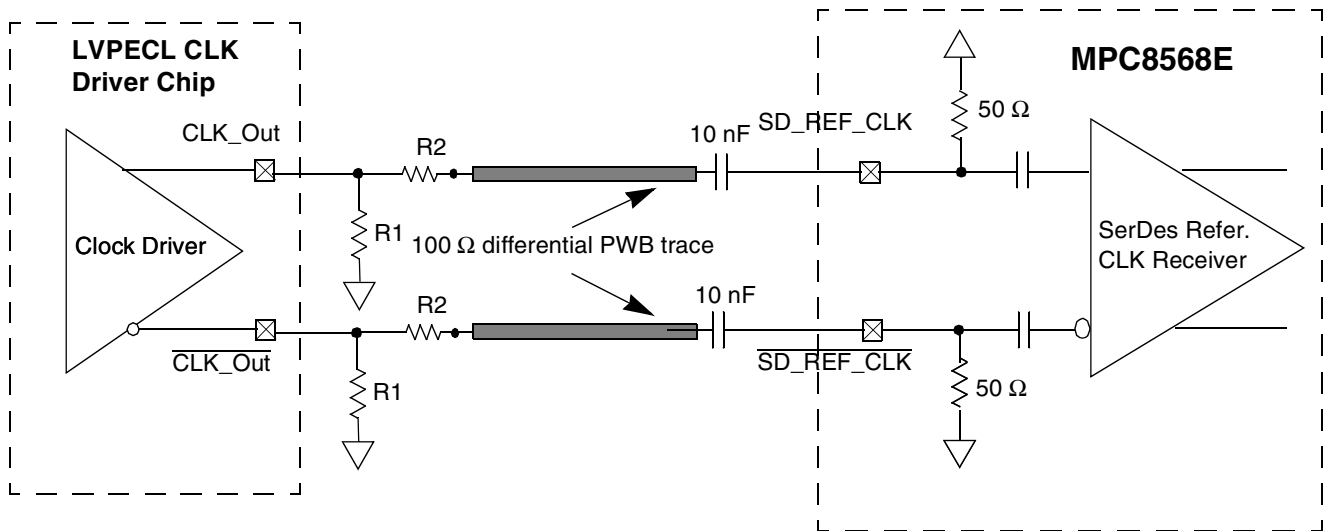 LVPECL CLK
Driver Chip
MPC8568E
CLK_Out
R2
10 nF
SD_REF_CLK
50 Ω
Clock Driver
R1
100 Ω differential PWB trace
SerDes Refer.
CLK Receiver
R2
10 nF
CLK_Out
SD_REF_CLK
R1
50 Ω